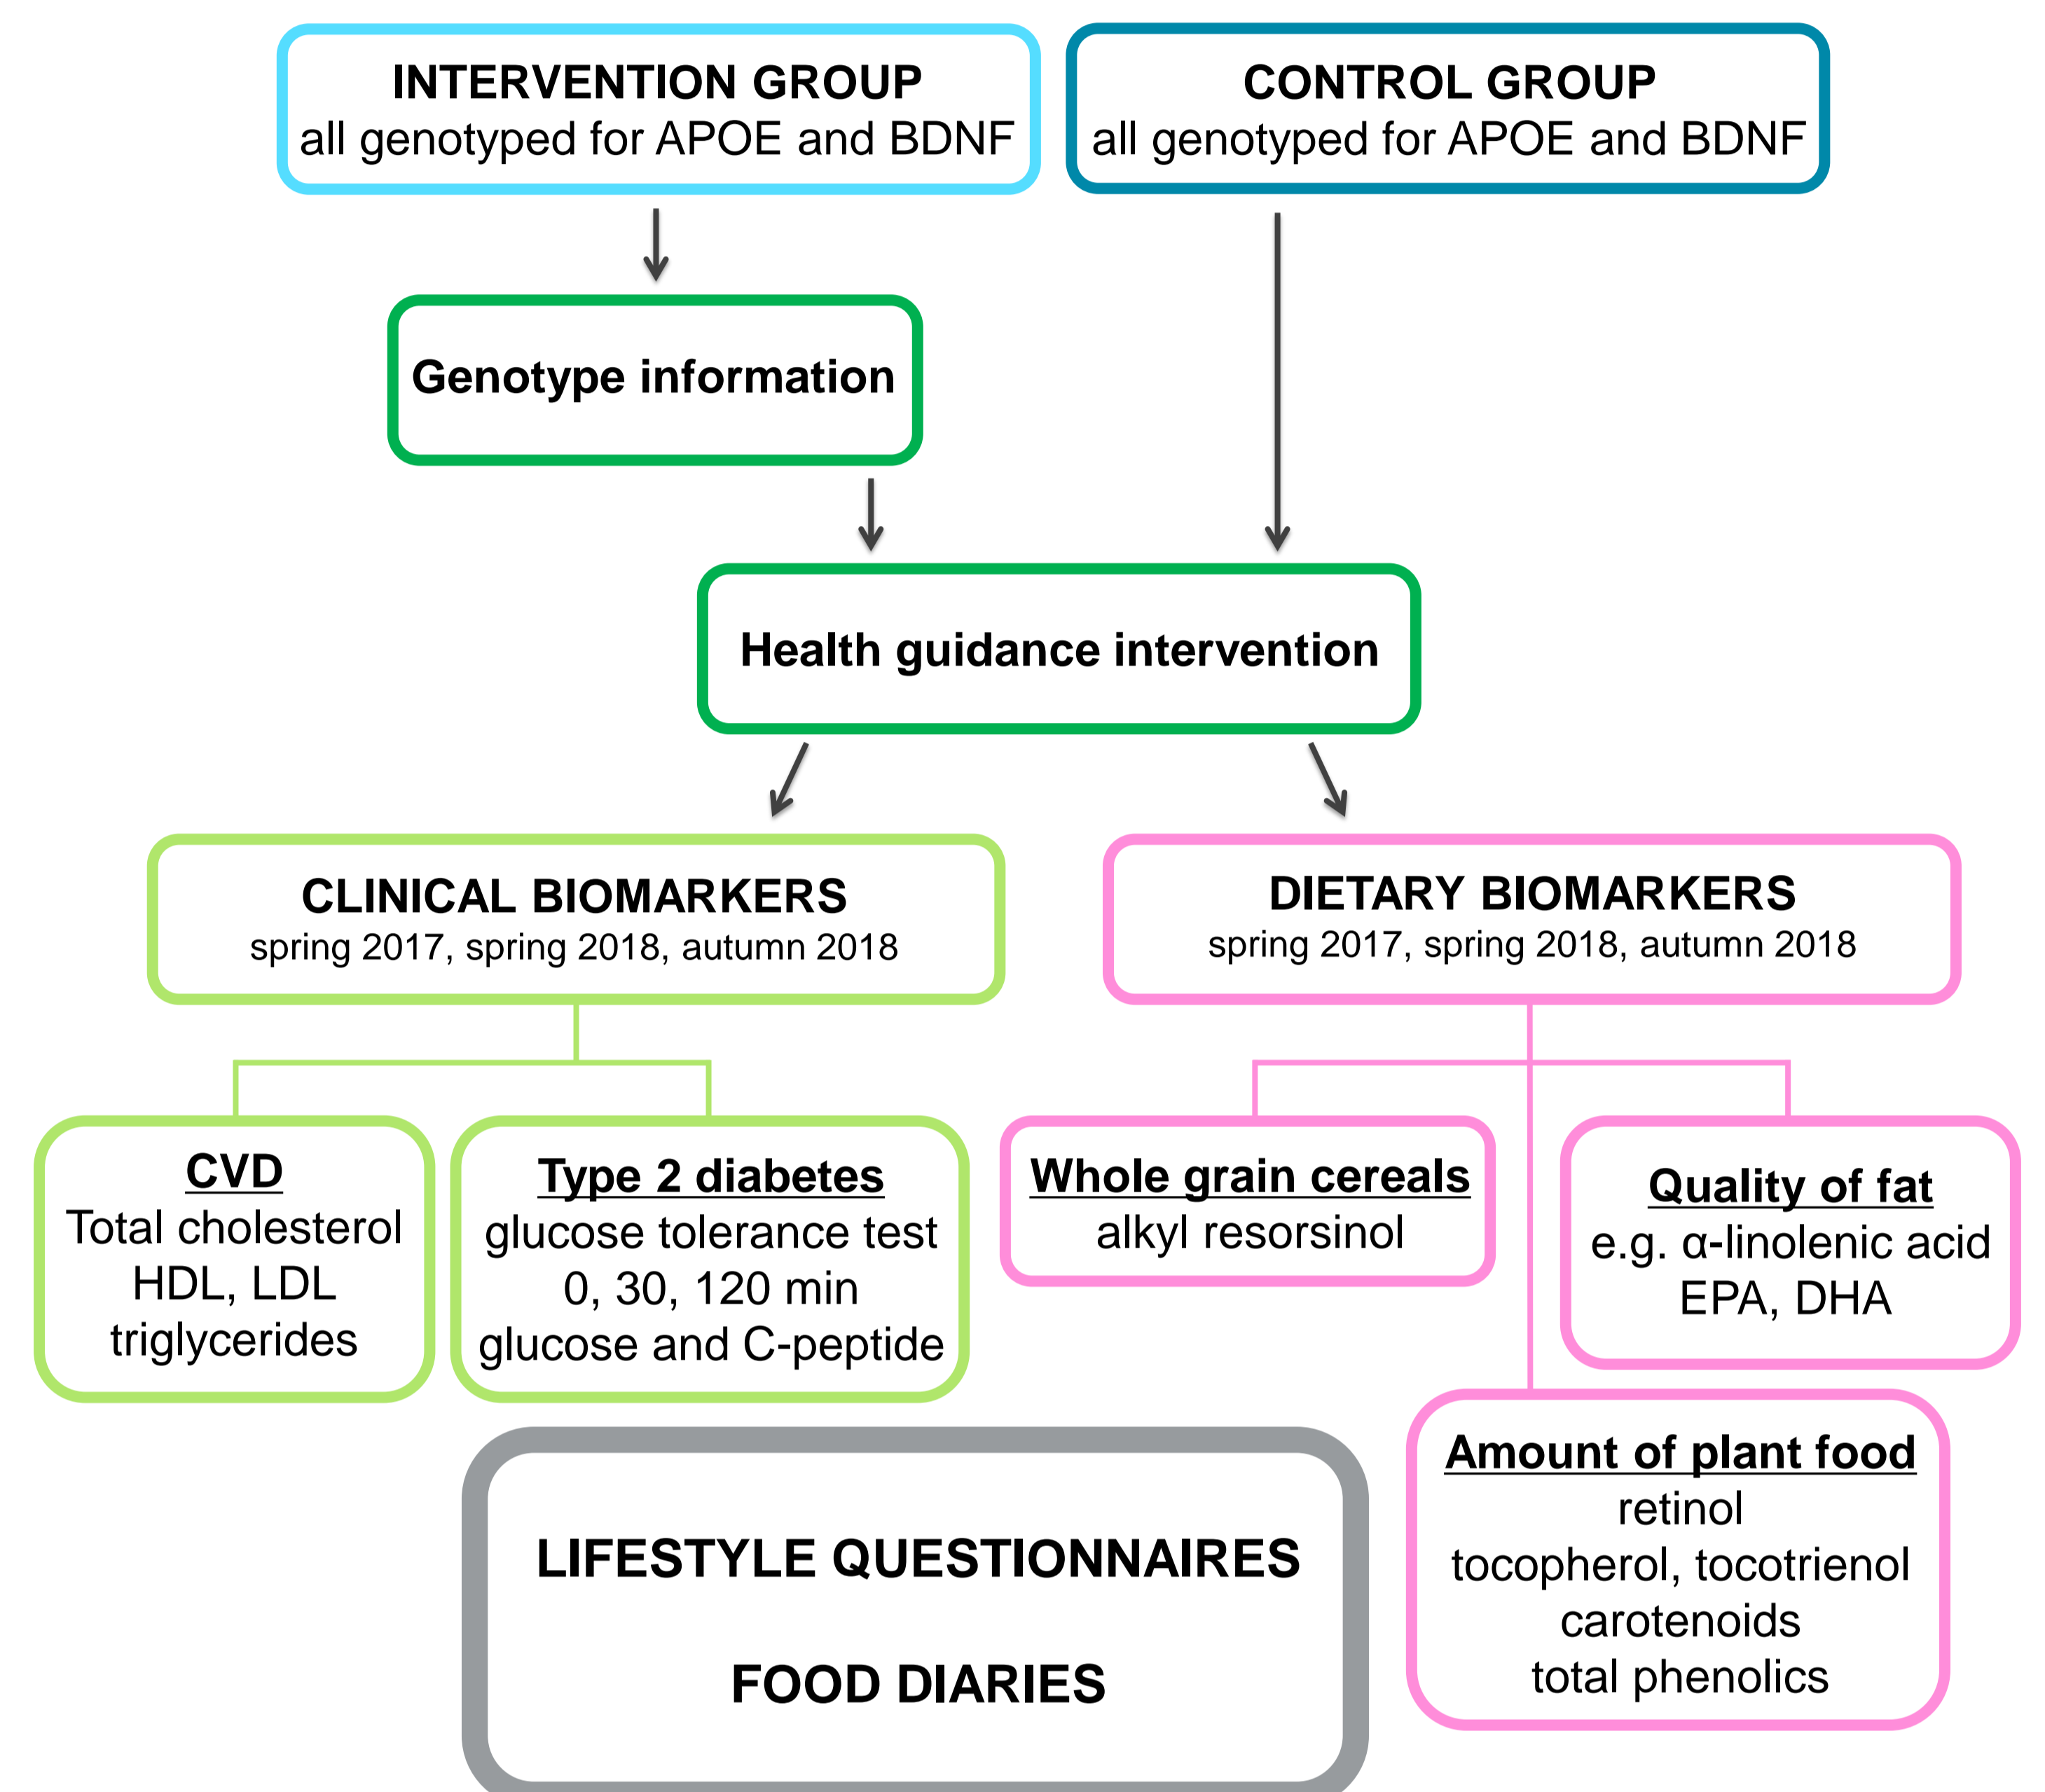 INTERVENTION GROUP
all genotyped for APOE and BDNF
CONTROL GROUP
all genotyped for APOE and BDNF
Genotype information
Health guidance intervention
CLINICAL BIOMARKERS
spring 2017, spring 2018, autumn 2018
DIETARY BIOMARKERS
spring 2017, spring 2018, autumn 2018
CVD
Total cholesterol
HDL, LDL
triglycerides
Type 2 diabetes
glucose tolerance test
0, 30, 120 min
glucose and C-peptide
Whole grain cereals
alkyl resorsinol
Quality of fat
e.g. α-linolenic acid
EPA, DHA
Amount of plant food
retinol
tocopherol, tocotrienol
carotenoids
total phenolics
LIFESTYLE QUESTIONNAIRES
FOOD DIARIES